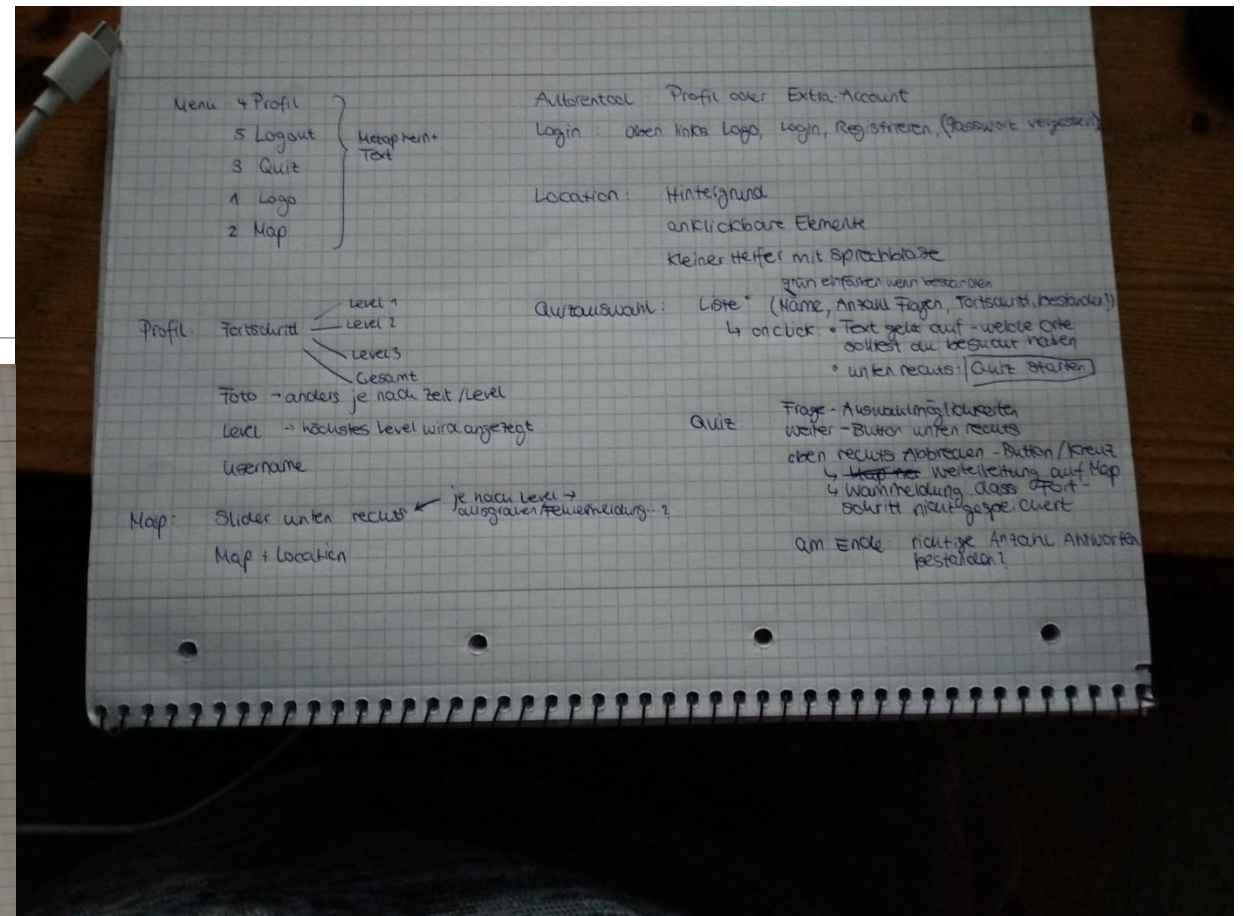 Menü 4 Profil
5 Logout
3 Quiz
1 Logo
2 Map
Metaphern+
Text
Profil: Fortschritt
Level 1
Level 2
Level 3
Gesamt
Foto → anders je nach Zeit/Level
Level → höchstes Level wird angezeigt
Username
Map: Slider unten rechts ← je nach Level →
ausgraben/Fehlermeldung..?
Map + Location
Autorentool Profil oder Extra-Account
Login: oben links Logo, Login, Registrieren, (Passwort vergessen)
Location: Hintergrund
anklickbare Elemente
kleiner Helfer mit Sprechblase
grün einfärben wenn bestanden
Quizauswahl: Liste (Name, Anzahl Fragen, Fortschritt, bestanden?)
↳ onclick: • Text geht auf - welche Orte
solltest du besucht haben
• unten rechts: Quiz starten
Quiz: Frage - Auswahlmöglichkeiten
weiter-Button unten rechts
oben rechts Abbrechen-Button/Kreuz
↳ Weiterleitung auf Map
↳ Warnmeldung, dass Fort-
schritt nicht gespeichert
am Ende: richtige Anzahl Antworten
bestanden?